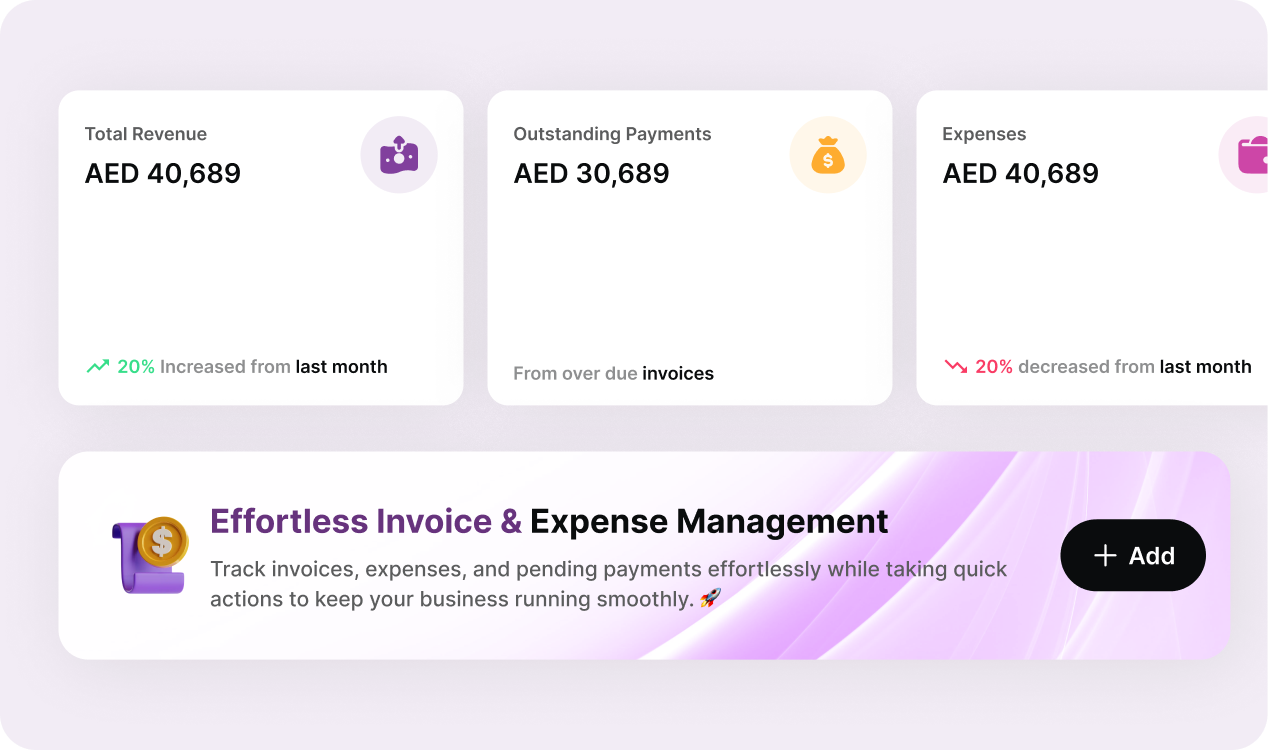 Total Revenue
AED 40,689
20% Increased from last month
Outstanding Payments
AED 30,689
From over due invoices
Expenses
AED 40,689
20% decreased from last month
Effortless Invoice & Expense Management
Track invoices, expenses, and pending payments effortlessly while taking quick
actions to keep your business running smoothly. 🚀
+ Add